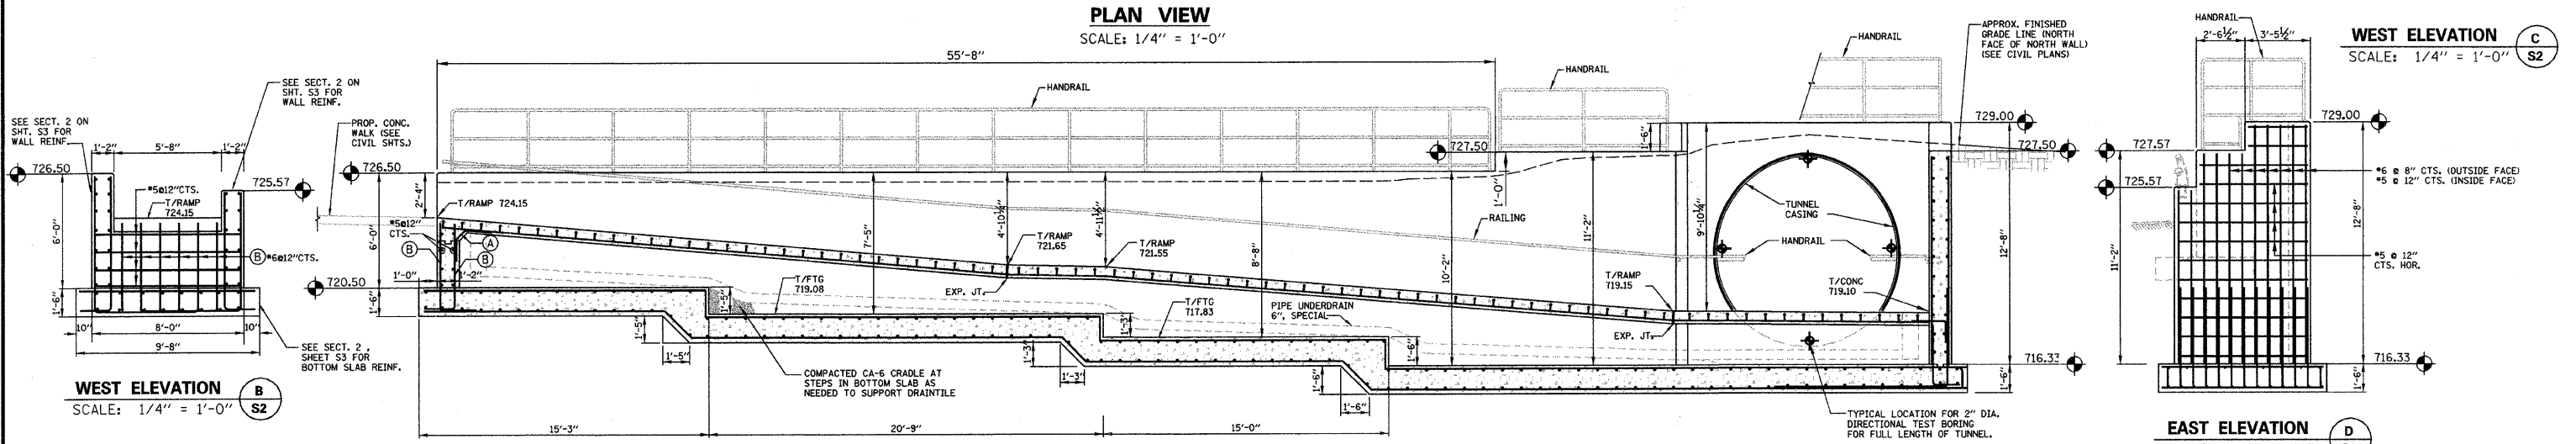 PLAN VIEW
SCALE: 1/4" = 1'-0"
SEE SECT. 2 ON
SHT. S3 FOR
WALL REINF.
SEE SECT. 2 ON
SHT. S3 FOR
WALL REINF.
1'-2"
5'-8"
1'-2"
726.50
725.57
#5@12"CTS.
T/RAMP
724.15
6'-0"
B #6@12"CTS.
1'-6"
10"
8'-0"
10"
9'-8"
SEE SECT. 2 ,
SHEET S3 FOR
BOTTOM SLAB REINF.
WEST ELEVATION
SCALE: 1/4" = 1'-0"
B
S2
55'-8"
HANDRAIL
HANDRAIL
HANDRAIL
APPROX. FINISHED
GRADE LINE (NORTH
FACE OF NORTH WALL)
(SEE CIVIL PLANS)
PROP. CONC.
WALK (SEE
CIVIL SHTS.)
726.50
727.50
729.00
727.50
1'-6"
1'-0"
2'-4"
T/RAMP 724.15
#5@12"
CTS.
6'-0"
A
B
B
1'-2"
1'-0"
720.50
1'-6"
7'-5"
4'-10¼"
T/RAMP
721.65
4'-11½"
T/RAMP
721.55
8'-8"
RAILING
10'-2"
11'-2"
9'-10¼"
TUNNEL
CASING
HANDRAIL
12'-8"
T/FTG
719.08
EXP. JT.
T/FTG
717.83
PIPE UNDERDRAIN
6", SPECIAL
T/RAMP
719.15
T/CONC
719.10
EXP. JT.
1'-5"
1'-5"
1'-5"
1'-3"
1'-3"
1'-3"
1'-6"
1'-6"
1'-6"
716.33
1'-6"
COMPACTED CA-6 CRADLE AT
STEPS IN BOTTOM SLAB AS
NEEDED TO SUPPORT DRAINTILE
TYPICAL LOCATION FOR 2" DIA.
DIRECTIONAL TEST BORING
FOR FULL LENGTH OF TUNNEL.
15'-3"
20'-9"
15'-0"
HANDRAIL
2'-6½"
3'-5½"
WEST ELEVATION
SCALE: 1/4" = 1'-0"
C
S2
729.00
727.57
725.57
#6 @ 8" CTS. (OUTSIDE FACE)
#5 @ 12" CTS. (INSIDE FACE)
11'-2"
12'-8"
#5 @ 12"
CTS. HOR.
716.33
1'-6"
EAST ELEVATION
D